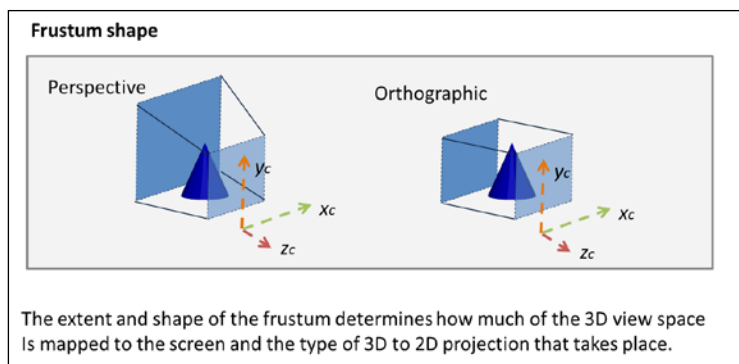 Frustum shape
Perspective
Orthographic
yc
xc
zc
yc
xc
zc
The extent and shape of the frustum determines how much of the 3D view space
Is mapped to the screen and the type of 3D to 2D projection that takes place.